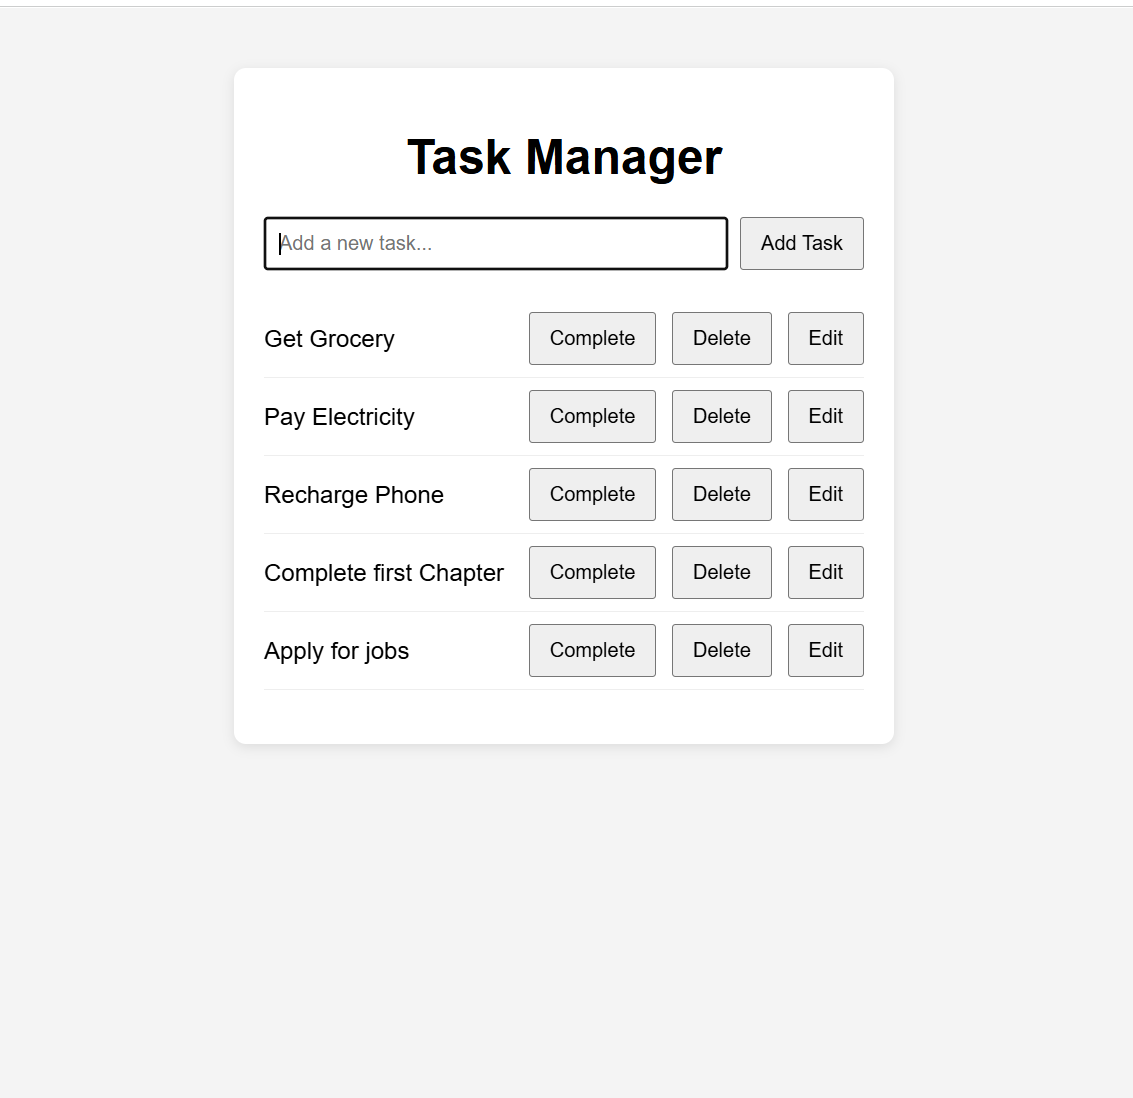 Task Manager
Add a new task... Add Task
Get Grocery Complete Delete Edit
Pay Electricity Complete Delete Edit
Recharge Phone Complete Delete Edit
Complete first Chapter Complete Delete Edit
Apply for jobs Complete Delete Edit